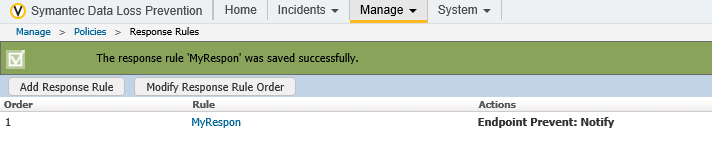 Symantec Data Loss Prevention Home Incidents Manage System
Manage > Policies > Response Rules
The response rule 'MyRespon' was saved successfully.
Add Response Rule Modify Response Rule Order
Order Rule Actions
1 MyRespon Endpoint Prevent: Notify